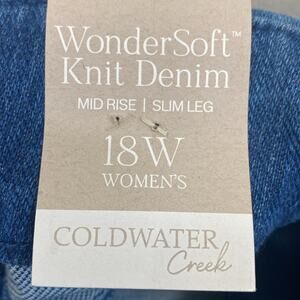 WonderSoft™
Knit Denim
MID RISE | SLIM LEG
18W
WOMEN'S
COLDWATER
Creek